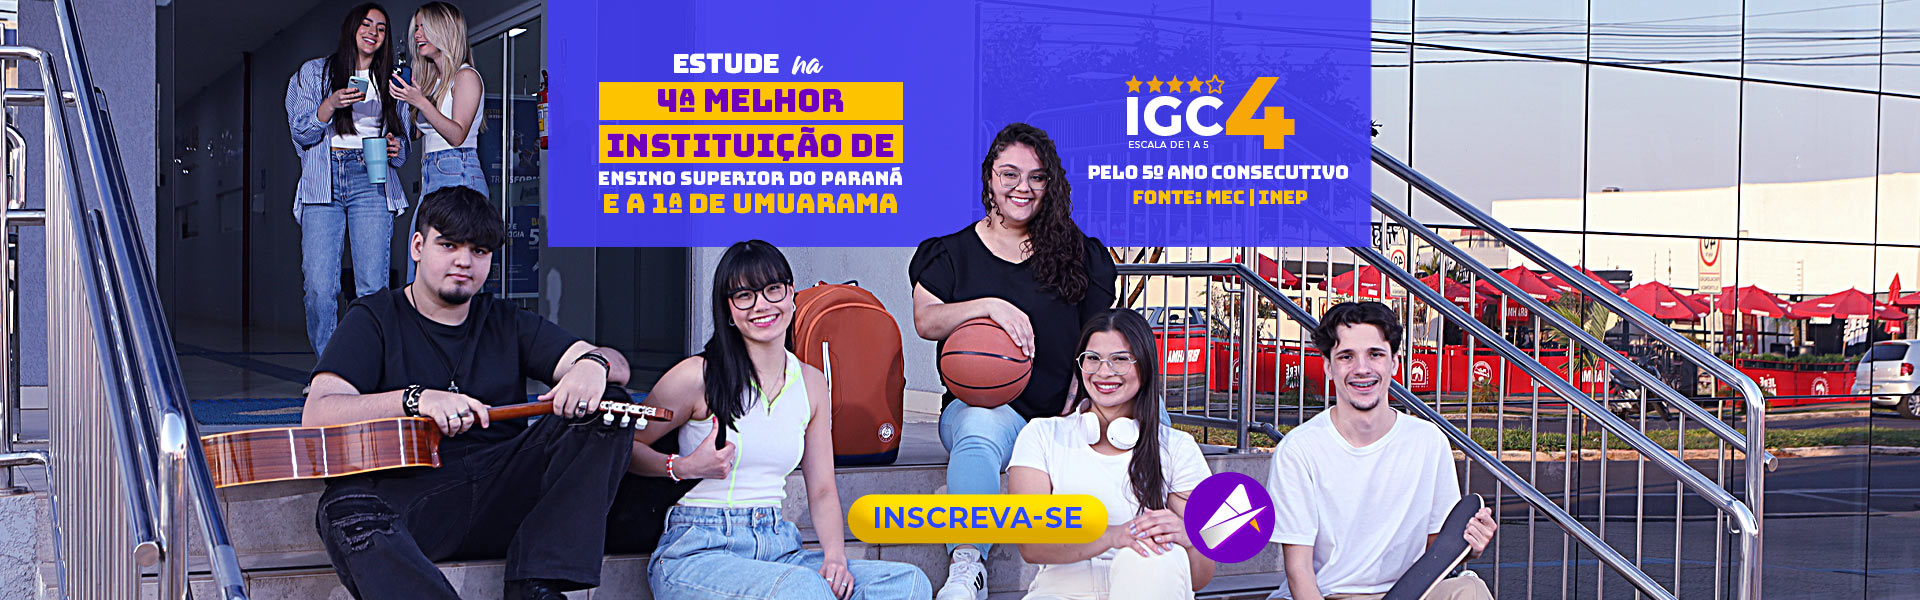 ESTUDE na
4ª MELHOR
INSTITUIÇÃO DE
ENSINO SUPERIOR DO PARANÁ
E A 1ª DE UMUARAMA
IGC 4
ESCALA DE 1 A 5
PELO 5º ANO CONSECUTIVO
FONTE: MEC | INEP
INSCREVA-SE